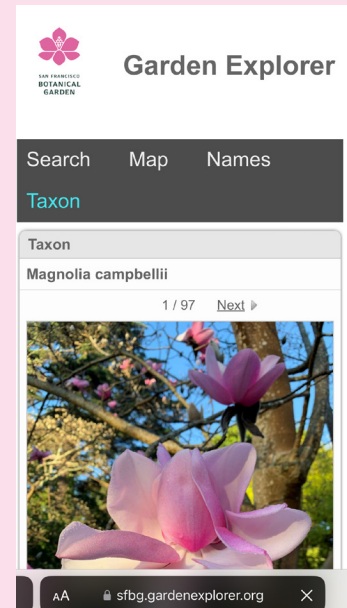 SAN FRANCISCO
BOTANICAL
GARDEN
Garden Explorer
Search Map Names
Taxon
Taxon
Magnolia campbellii
1 / 97 Next
AA sfbg.gardenexplorer.org